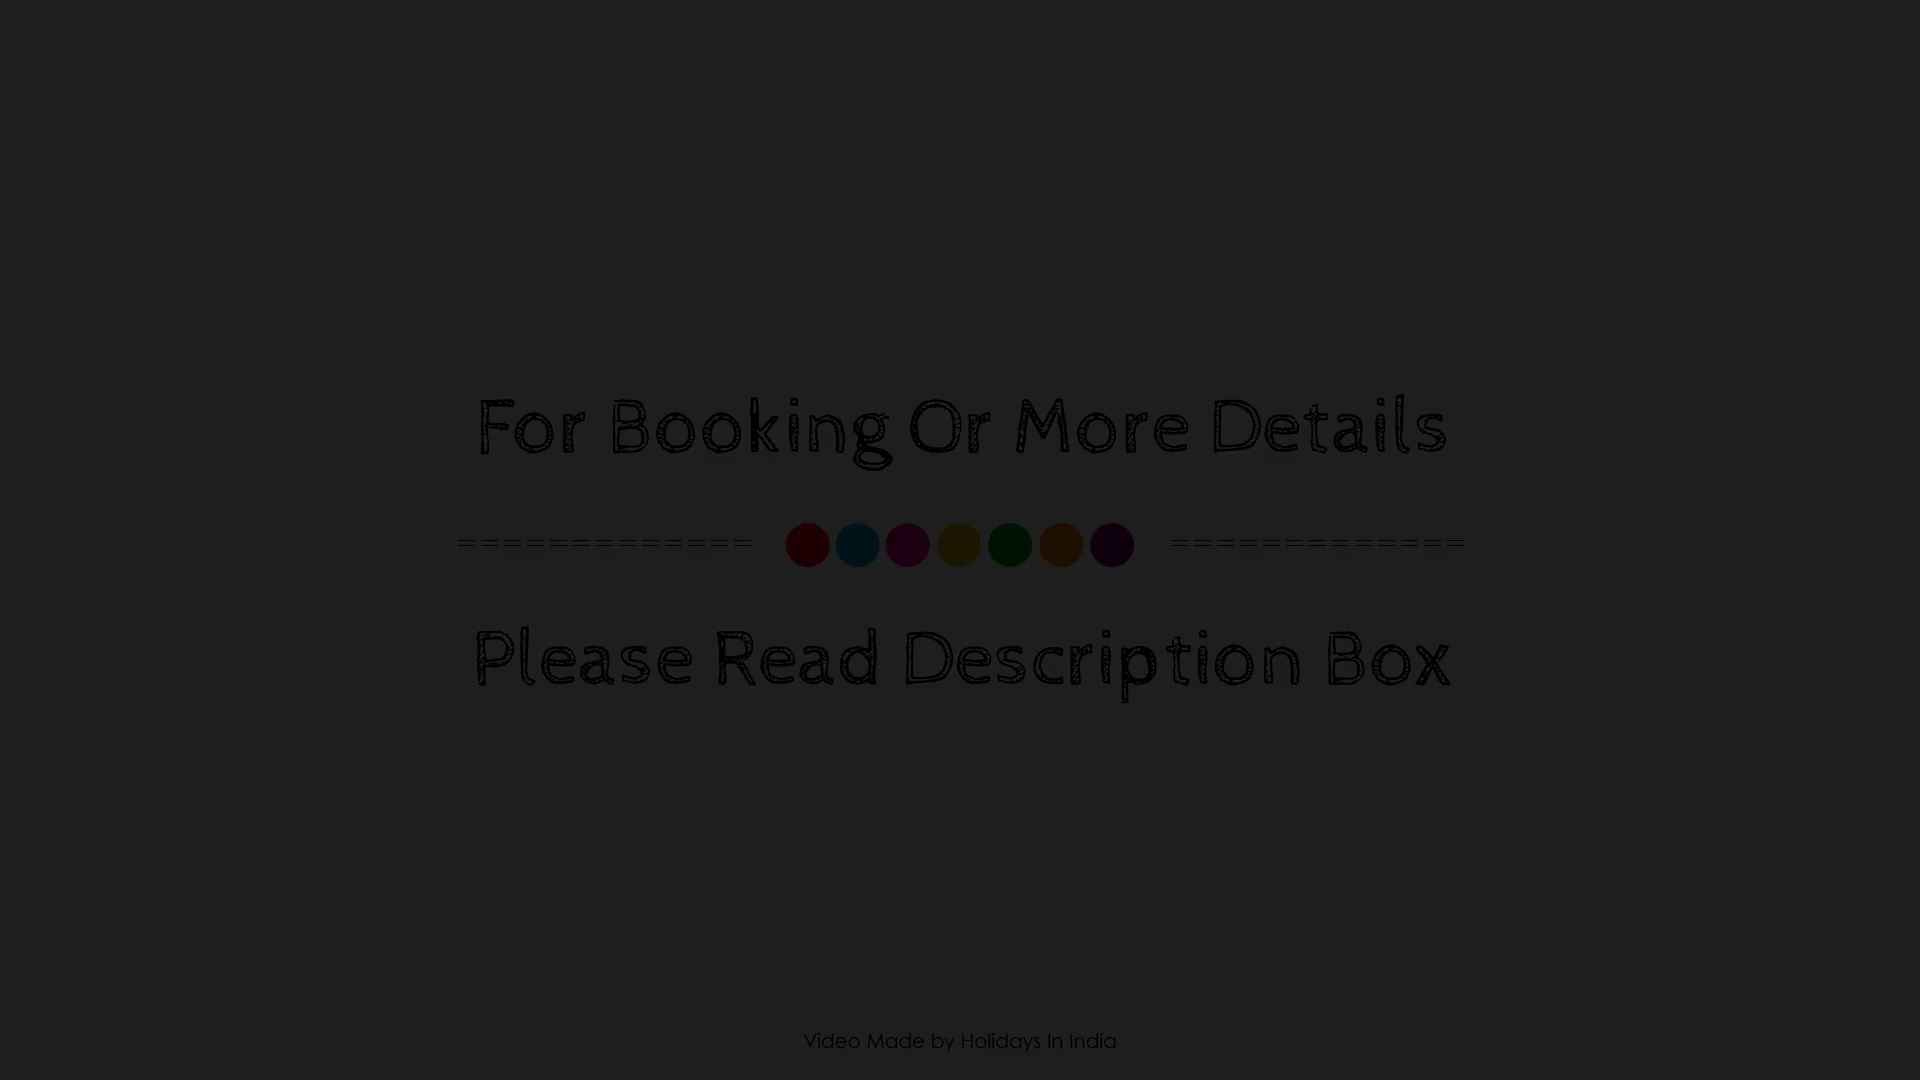 For Booking Or More Details
============= =============
Please Read Description Box
Video Made by Holidays In India